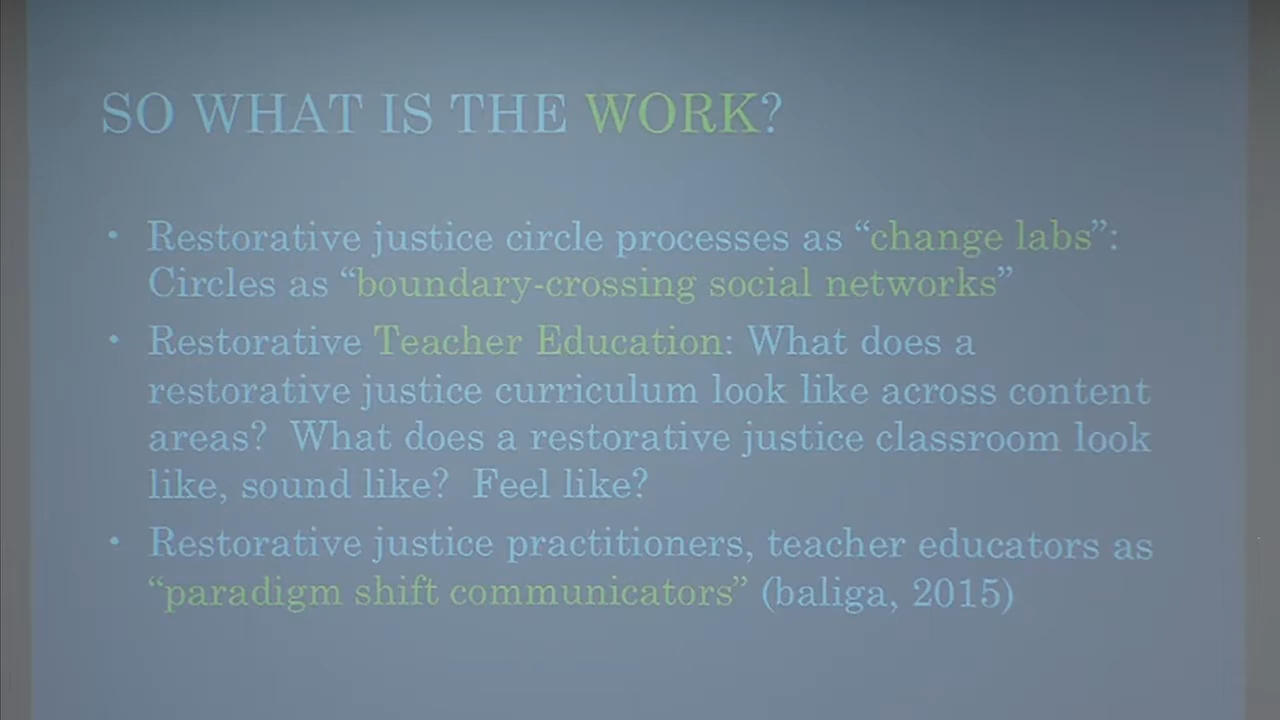 SO WHAT IS THE WORK?
• Restorative justice circle processes as “change labs”:
Circles as “boundary-crossing social networks”
• Restorative Teacher Education: What does a
restorative justice curriculum look like across content
areas?  What does a restorative justice classroom look
like, sound like?  Feel like?
• Restorative justice practitioners, teacher educators as
“paradigm shift communicators” (baliga, 2015)